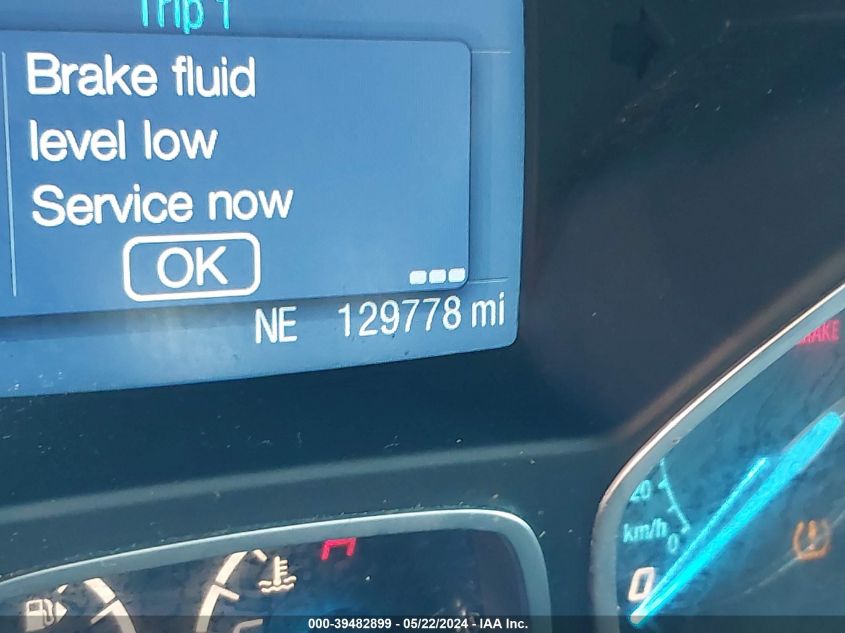 Trip 1
Brake fluid
level low
Service now
OK
NE 129778 mi
BRAKE
20
km/h
0
0
000-39482899 - 05/22/2024 - IAA Inc.